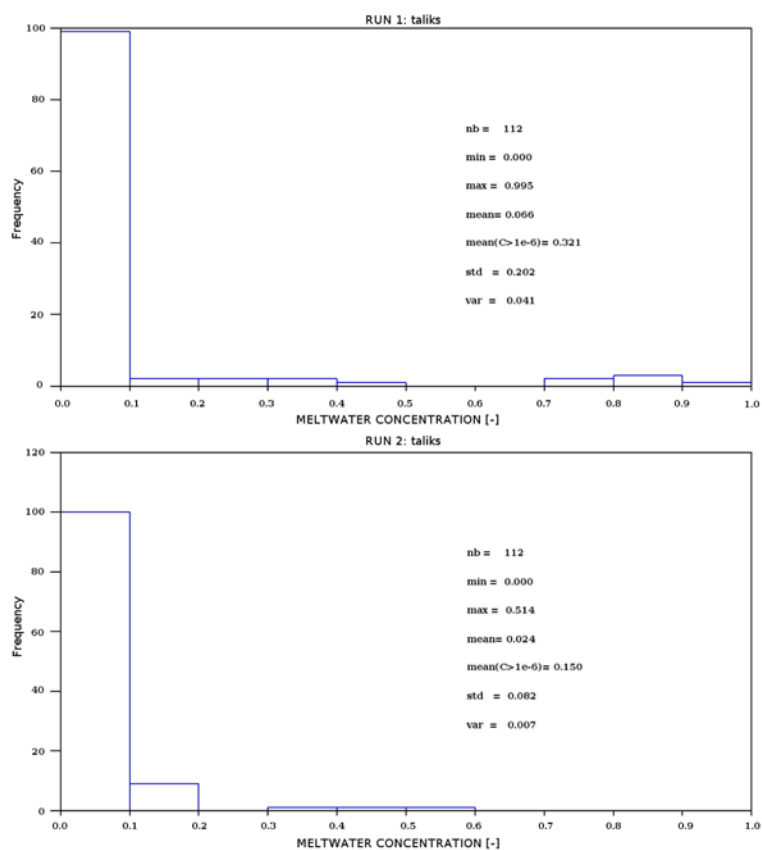 RUN 1: taliks
100
80
60
40
20
0
Frequency
nb = 112
min = 0.000
max = 0.995
mean= 0.066
mean(C>1e-6)= 0.321
std = 0.202
var = 0.041
0.0 0.1 0.2 0.3 0.4 0.5 0.6 0.7 0.8 0.9 1.0
MELTWATER CONCENTRATION [-]
RUN 2: taliks
120
100
80
60
40
20
0
Frequency
nb = 112
min = 0.000
max = 0.514
mean= 0.024
mean(C>1e-6)= 0.150
std = 0.082
var = 0.007
0.0 0.1 0.2 0.3 0.4 0.5 0.6 0.7 0.8 0.9 1.0
MELTWATER CONCENTRATION [-]